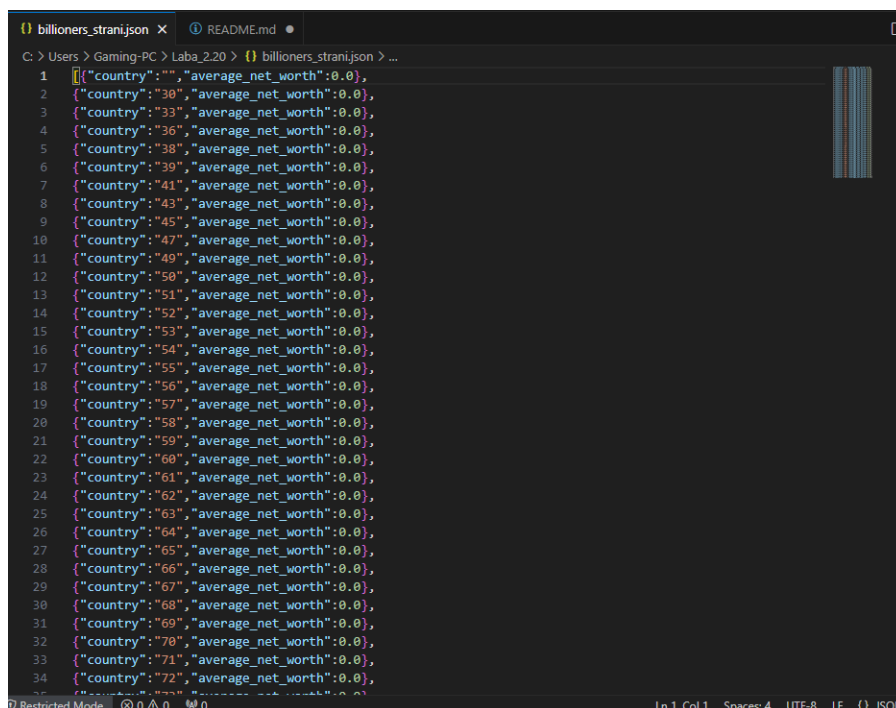 billioners_strani.json README.md
C: > Users > Gaming-PC > Laba_2.20 > {} billioners_strani.json > ...
1 [{"country":"","average_net_worth":0.0},
2 {"country":"30","average_net_worth":0.0},
3 {"country":"33","average_net_worth":0.0},
4 {"country":"36","average_net_worth":0.0},
5 {"country":"38","average_net_worth":0.0},
6 {"country":"39","average_net_worth":0.0},
7 {"country":"41","average_net_worth":0.0},
8 {"country":"43","average_net_worth":0.0},
9 {"country":"45","average_net_worth":0.0},
10 {"country":"47","average_net_worth":0.0},
11 {"country":"49","average_net_worth":0.0},
12 {"country":"50","average_net_worth":0.0},
13 {"country":"51","average_net_worth":0.0},
14 {"country":"52","average_net_worth":0.0},
15 {"country":"53","average_net_worth":0.0},
16 {"country":"54","average_net_worth":0.0},
17 {"country":"55","average_net_worth":0.0},
18 {"country":"56","average_net_worth":0.0},
19 {"country":"57","average_net_worth":0.0},
20 {"country":"58","average_net_worth":0.0},
21 {"country":"59","average_net_worth":0.0},
22 {"country":"60","average_net_worth":0.0},
23 {"country":"61","average_net_worth":0.0},
24 {"country":"62","average_net_worth":0.0},
25 {"country":"63","average_net_worth":0.0},
26 {"country":"64","average_net_worth":0.0},
27 {"country":"65","average_net_worth":0.0},
28 {"country":"66","average_net_worth":0.0},
29 {"country":"67","average_net_worth":0.0},
30 {"country":"68","average_net_worth":0.0},
31 {"country":"69","average_net_worth":0.0},
32 {"country":"70","average_net_worth":0.0},
33 {"country":"71","average_net_worth":0.0},
34 {"country":"72","average_net_worth":0.0},
Restricted Mode 0 0 0 Ln 1, Col 1 Spaces: 4 UTF-8 LF {}